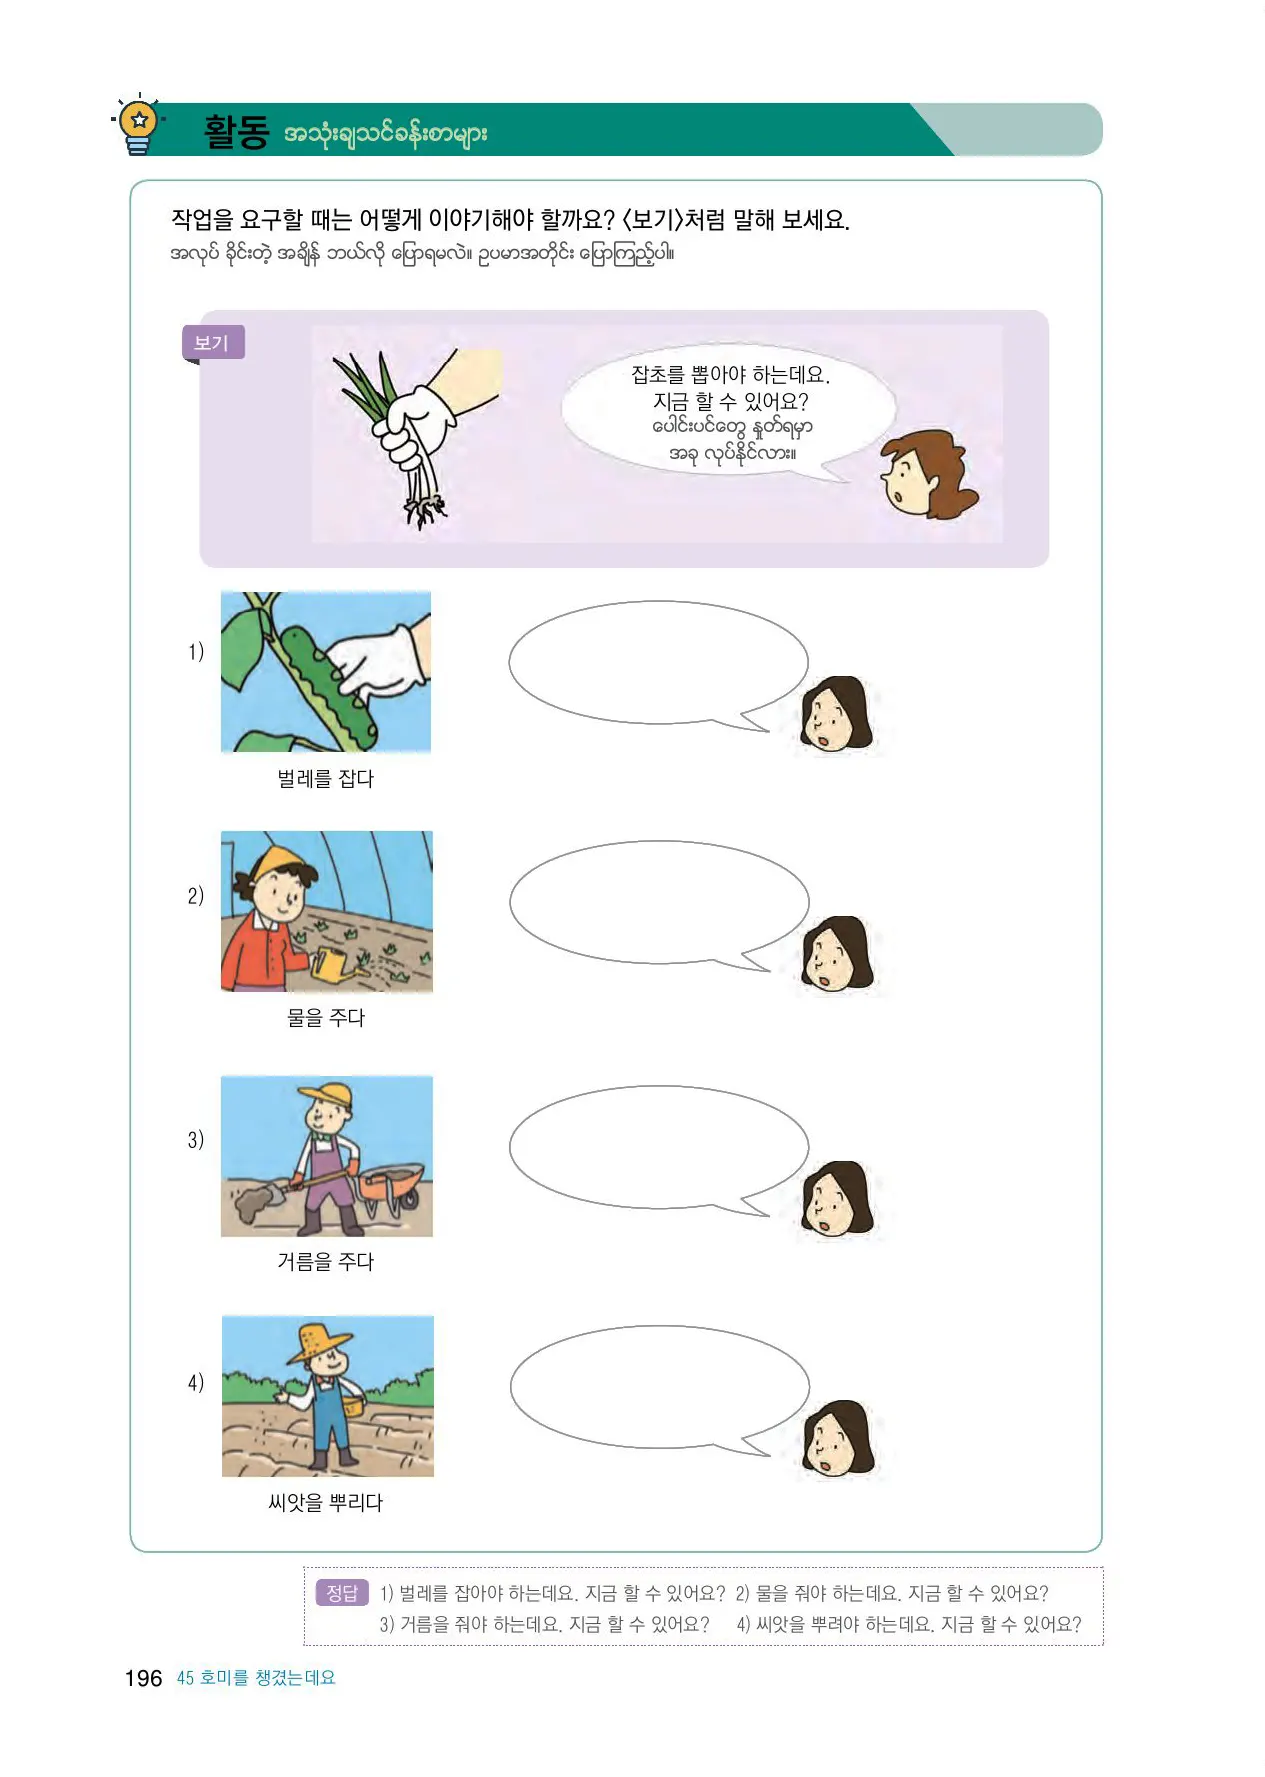 활동 အသုံးချသင်ခန်းစာများ
작업을 요구할 때는 어떻게 이야기해야 할까요? 〈보기〉처럼 말해 보세요.
အလုပ် ခိုင်းတဲ့ အချိန် ဘယ်လို ပြောရမလဲ။ ဥပမာအတိုင်း ပြောကြည့်ပါ။
보기
잡초를 뽑아야 하는데요.
지금 할 수 있어요?
ပေါင်းပင်တွေ နှုတ်ရမှာ
အခု လုပ်နိုင်လား။
1)
벌레를 잡다
2)
물을 주다
3)
거름을 주다
4)
씨앗을 뿌리다
정답 1) 벌레를 잡아야 하는데요. 지금 할 수 있어요? 2) 물을 줘야 하는데요. 지금 할 수 있어요?
3) 거름을 줘야 하는데요. 지금 할 수 있어요? 4) 씨앗을 뿌려야 하는데요. 지금 할 수 있어요?
196 45 호미를 챙겼는데요